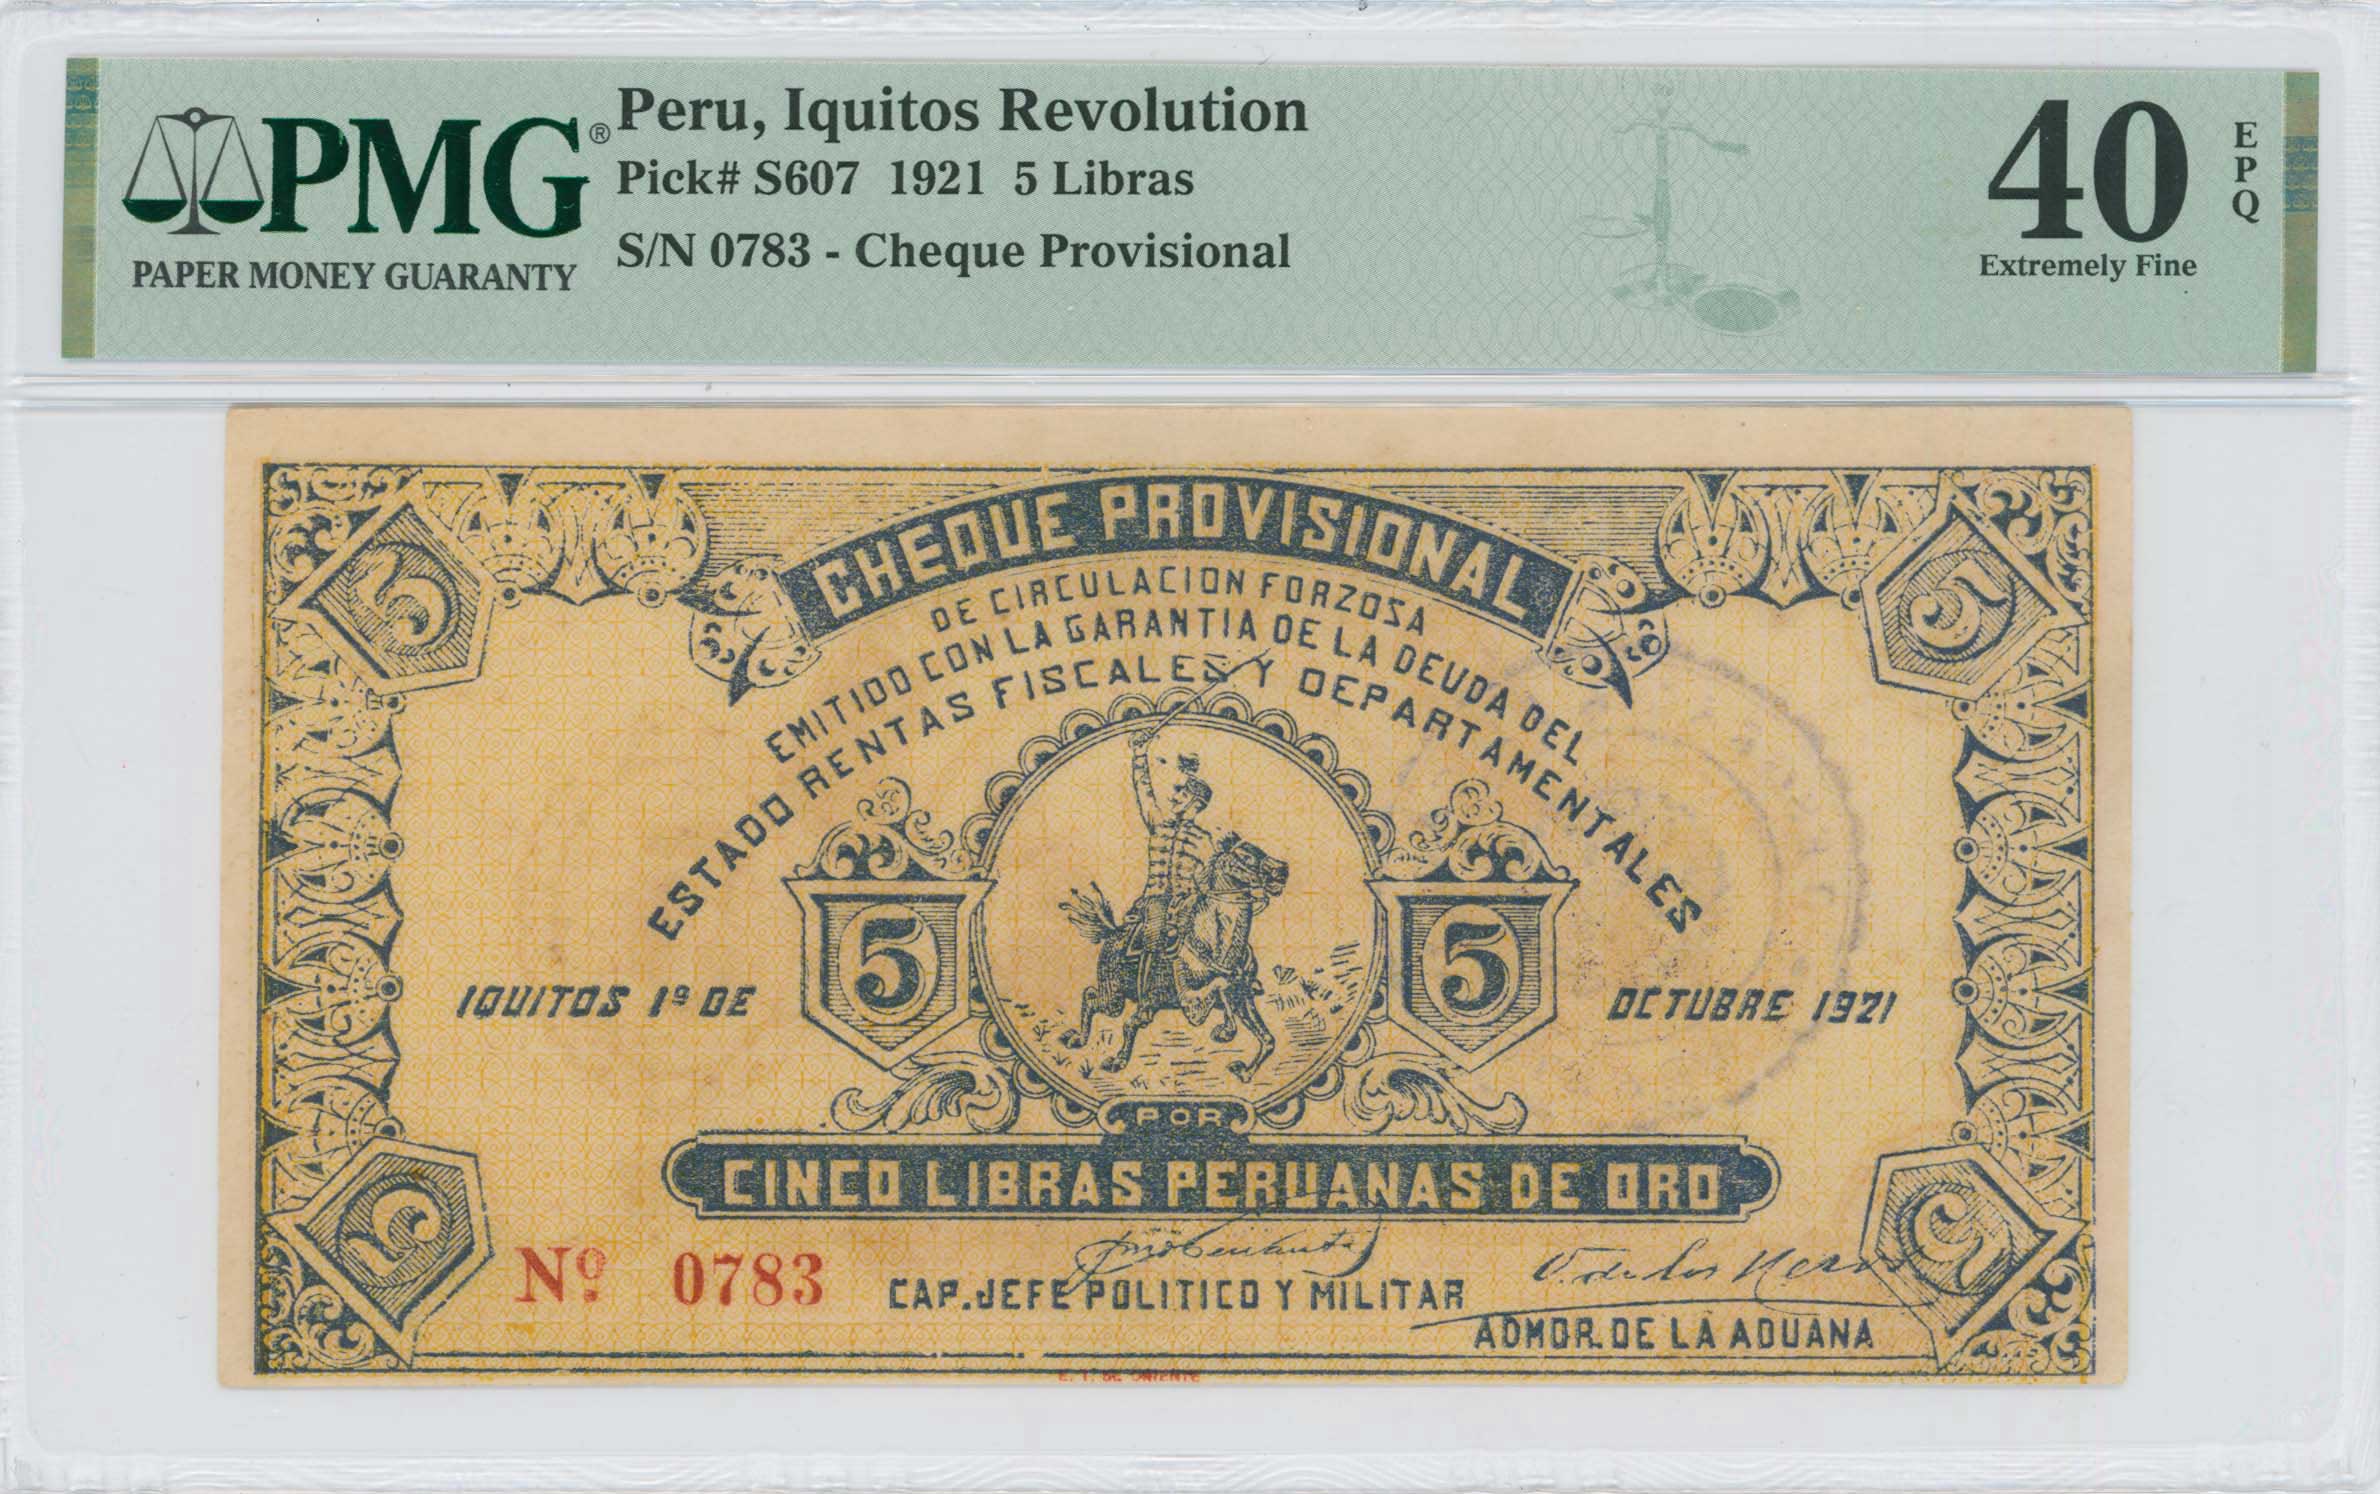 PMG®
PAPER MONEY GUARANTY
Peru, Iquitos Revolution
Pick# S607 1921 5 Libras
S/N 0783 - Cheque Provisional
40
EPQ
Extremely Fine
5
5
CHEQUE PROVISIONAL
DE CIRCULACION FORZOSA
EMITIDO CON LA GARANTIA DE LA DEUDA DEL
ESTADO RENTAS FISCALES Y DEPARTAMENTALES
5
5
IQUITOS 1º DE
OCTUBRE 1921
POR
CINCO LIBRAS PERUANAS DE ORO
5
5
Nº 0783
CAP. JEFE POLITICO Y MILITAR
ADMOR. DE LA ADUANA
E. T. DE ORIENTE